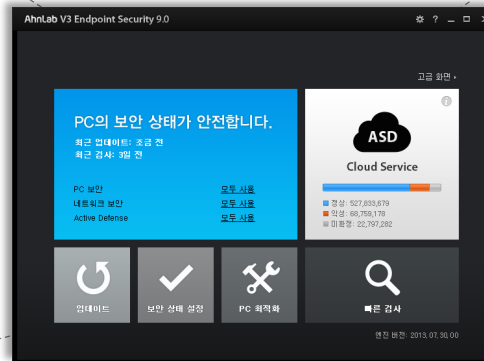 AhnLab V3 Endpoint Security 9.0
고급 화면
PC의 보안 상태가 안전합니다.
최근 업데이트: 조금 전
최근 검사: 3일 전
PC 보안 모두 사용
네트워크 보안 모두 사용
Active Defense 모두 사용
ASD
Cloud Service
정상: 527,833,679
악성: 68,759,178
미확정: 22,797,282
업데이트
보안 상태 설정
PC 최적화
빠른 검사
엔진 버전: 2013.07.30.00